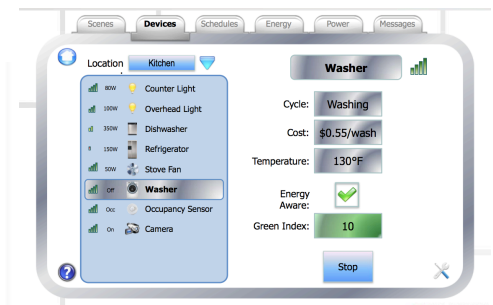 Scenes Devices Schedules Energy Power Messages
Location Kitchen
80W Counter Light
100W Overhead Light
350W Dishwasher
150W Refrigerator
50W Stove Fan
Off Washer
Occ Occupancy Sensor
On Camera
Washer
Cycle: Washing
Cost: $0.55/wash
Temperature: 130°F
Energy
Aware:
Green Index: 10
Stop
?